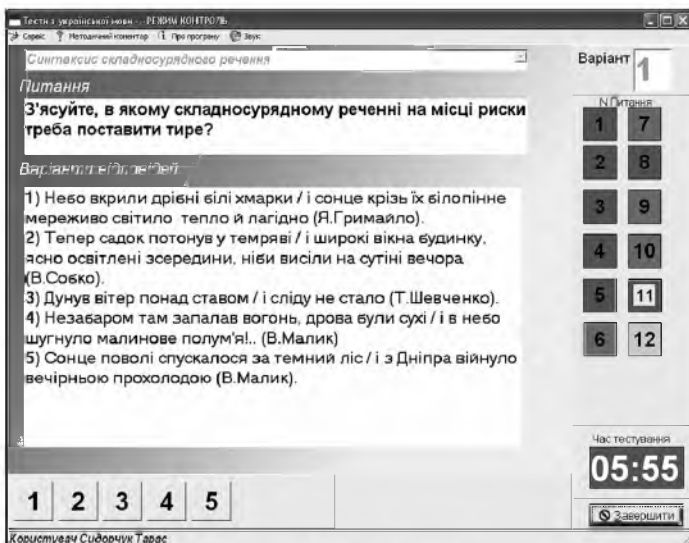 Тести з української мови - - РЕЖИМ КОНТРОЛЬ
Сервіс ? Методичний коментар i Про програму Звук
Синтаксис складносурядного речення
Варіант 1
Питання
З'ясуйте, в якому складносурядному реченні на місці риски
треба поставити тире?
Варіанти відповідей
1) Небо вкрили дрібні білі хмарки / і сонце крізь їх білопінне
мереживо світило тепло й лагідно (Я.Гримайло).
2) Тепер садок потонув у темряві / і широкі вікна будинку,
ясно освітлені зсередини, ніби висіли на сутіні вечора
(В.Собко).
3) Дунув вітер понад ставом / і сліду не стало (Т.Шевченко).
4) Незабаром там запалав вогонь, дрова були сухі / і в небо
шугнуло малинове полум'я!.. (В.Малик)
5) Сонце поволі спускалося за темний ліс / і з Дніпра війнуло
вечірньою прохолодою (В.Малик).
N Питання
1 7
2 8
3 9
4 10
5 11
6 12
Час тестування
05:55
1 2 3 4 5
Завершити
Користувач Сидорчук Тарас